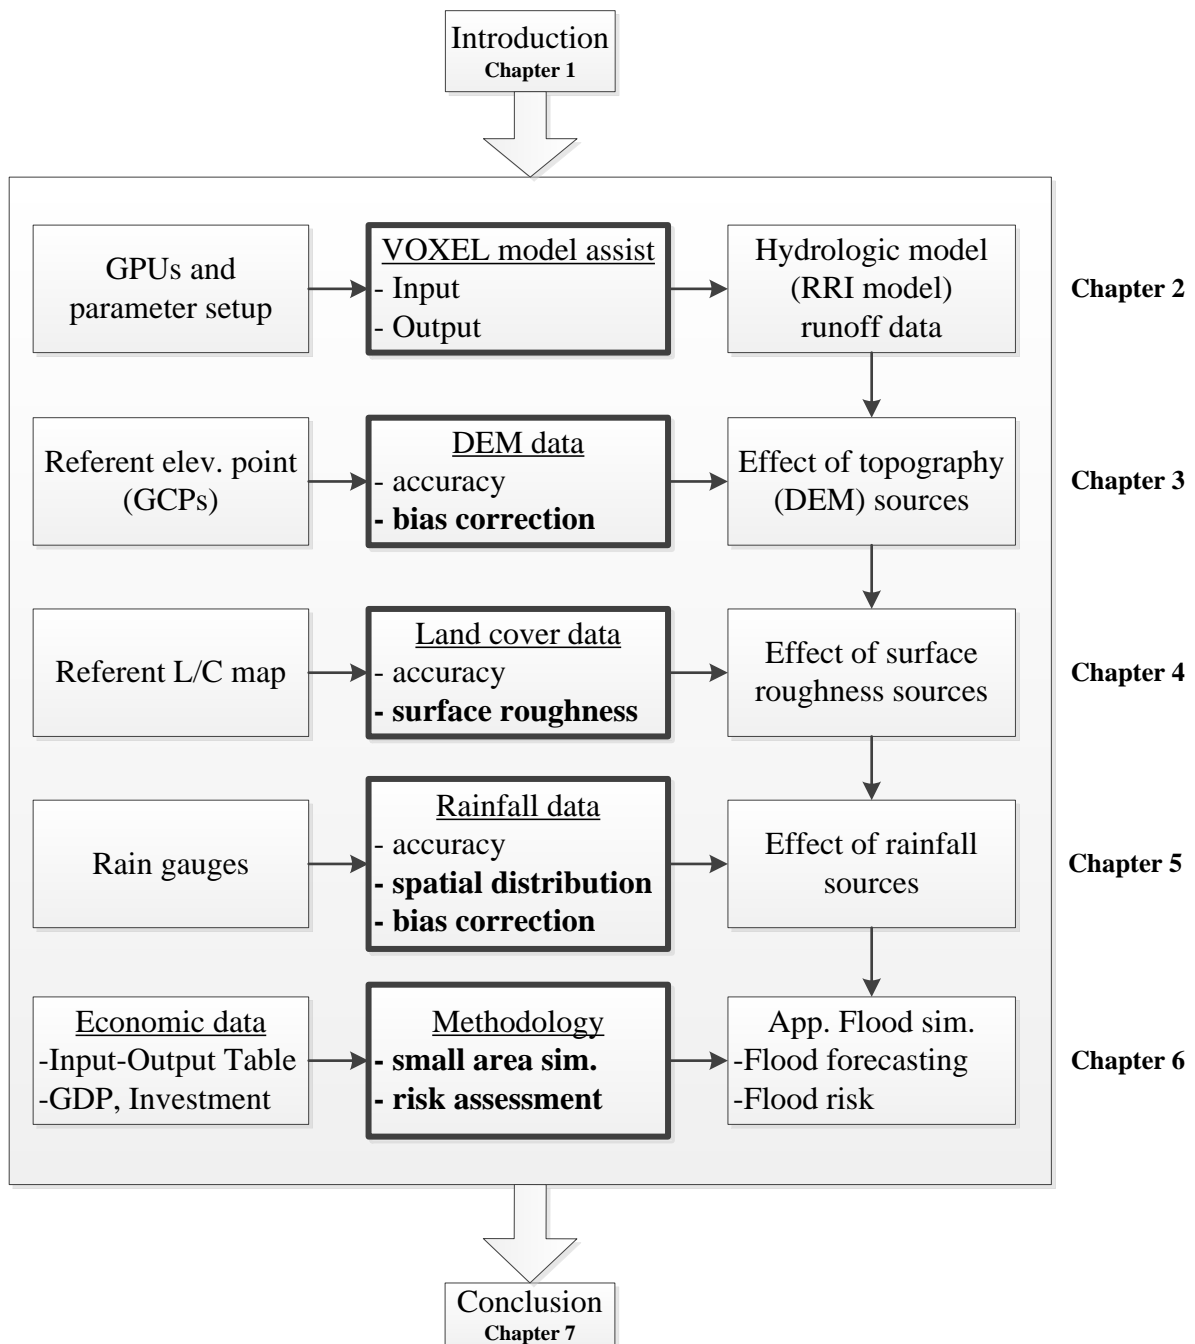 Introduction
Chapter 1
GPUs and
parameter setup
VOXEL model assist
- Input
- Output
Hydrologic model
(RRI model)
runoff data
Chapter 2
Referent elev. point
(GCPs)
DEM data
- accuracy
- bias correction
Effect of topography
(DEM) sources
Chapter 3
Referent L/C map
Land cover data
- accuracy
- surface roughness
Effect of surface
roughness sources
Chapter 4
Rain gauges
Rainfall data
- accuracy
- spatial distribution
- bias correction
Effect of rainfall
sources
Chapter 5
Economic data
-Input-Output Table
-GDP, Investment
Methodology
- small area sim.
- risk assessment
App. Flood sim.
-Flood forecasting
-Flood risk
Chapter 6
Conclusion
Chapter 7